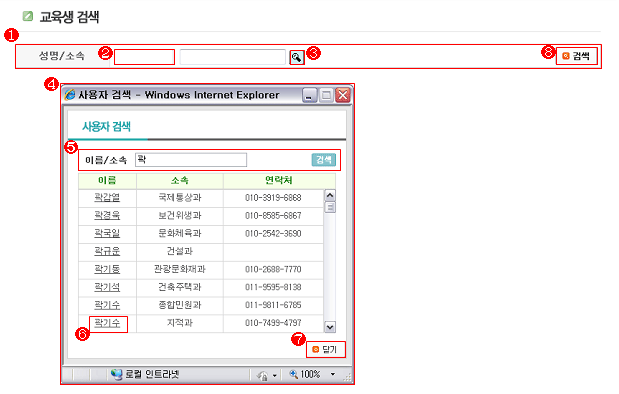 교육생 검색
1
성명/소속 2 3 8 검색
4 사용자 검색 - Windows Internet Explorer
사용자 검색
5 이름/소속 곽 검색
이름 소속 연락처
곽갑열 국제통상과 010-3919-6868
곽경욱 보건위생과 010-8585-6867
곽국일 문화체육과 010-2542-3690
곽규운 건설과
곽기동 관광문화재과 010-2688-7770
곽기석 건축주택과 011-9595-8138
곽기수 종합민원과 011-9811-6785
곽기수 지적과 010-7499-4797
6
7 닫기
로컬 인트라넷 100%